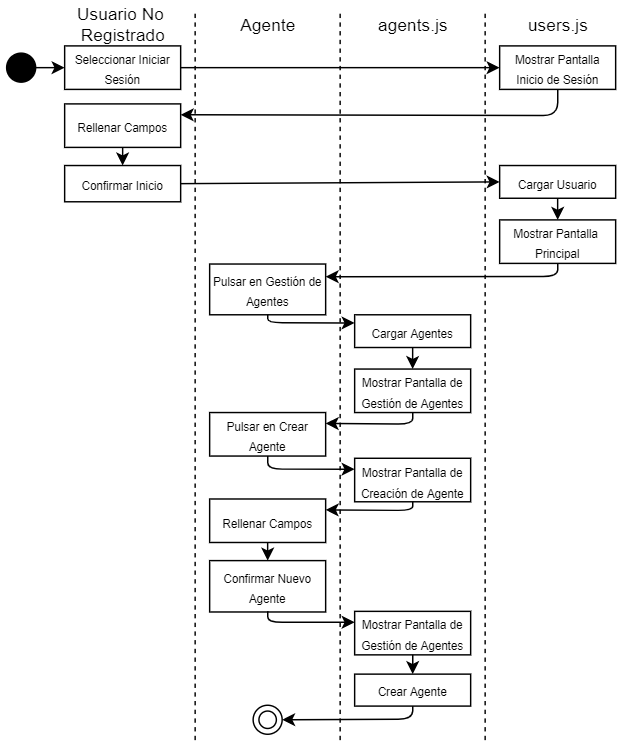 Usuario No
Registrado
Agente
agents.js
users.js
Seleccionar Iniciar
Sesión
Mostrar Pantalla
Inicio de Sesión
Rellenar Campos
Confirmar Inicio
Cargar Usuario
Mostrar Pantalla
Principal
Pulsar en Gestión de
Agentes
Cargar Agentes
Mostrar Pantalla de
Gestión de Agentes
Pulsar en Crear
Agente
Mostrar Pantalla de
Creación de Agente
Rellenar Campos
Confirmar Nuevo
Agente
Mostrar Pantalla de
Gestión de Agentes
Crear Agente